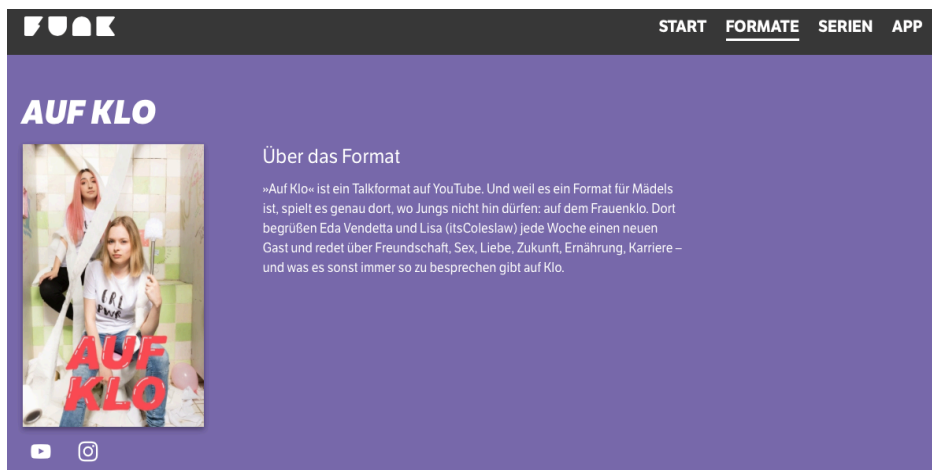 FUNK
START FORMATE SERIEN APP
AUF KLO
Über das Format
»Auf Klo« ist ein Talkformat auf YouTube. Und weil es ein Format für Mädels
ist, spielt es genau dort, wo Jungs nicht hin dürfen: auf dem Frauenklo. Dort
begrüßen Eda Vendetta und Lisa (itsColeslaw) jede Woche einen neuen
Gast und redet über Freundschaft, Sex, Liebe, Zukunft, Ernährung, Karriere –
und was es sonst immer so zu besprechen gibt auf Klo.
GRL
PWR
AUF
KLO